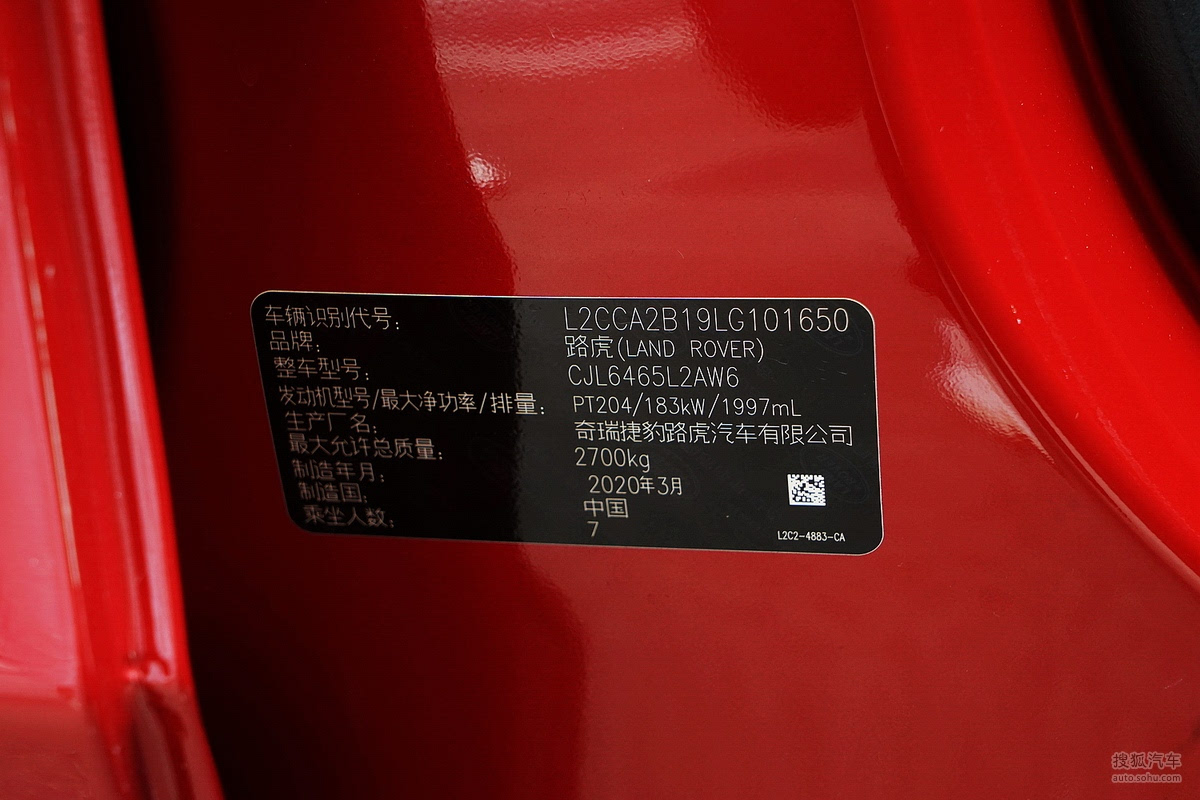 车辆识别代号: L2CCA2B19LG101650
品牌: 路虎(LAND ROVER)
整车型号: CJL6465L2AW6
发动机型号/最大净功率/排量: PT204/183kW/1997mL
生产厂名: 奇瑞捷豹路虎汽车有限公司
最大允许总质量: 2700kg
制造年月: 2020年3月
制造国: 中国
乘坐人数: 7
L2C2-4883-CA
搜狐汽车
auto.sohu.com